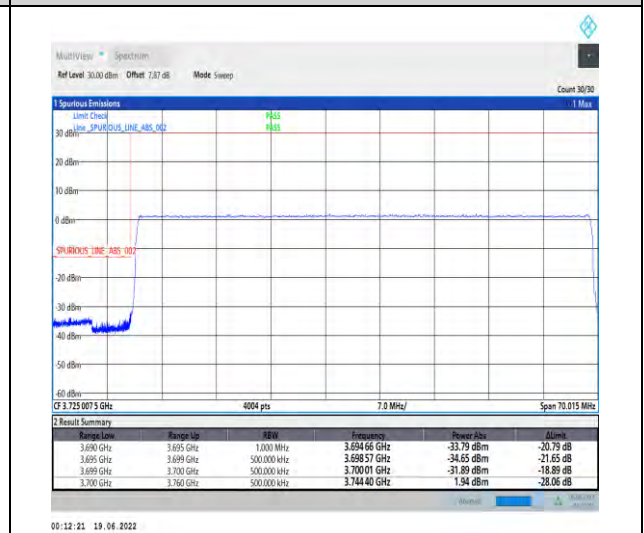 MultiView Spectrum
Ref Level 30.00 dBm Offset 7.87 dB Mode Sweep
Count 30/30
1 Spurious Emissions 1 Max
Limit Check PASS
Line _SPURIOUS_LINE_ABS_002 PASS
30 dBm
20 dBm
10 dBm
0 dBm
SPURIOUS_LINE_ABS_002
-20 dBm
-30 dBm
-40 dBm
-50 dBm
-60 dBm
CF 3.725 007 5 GHz 4004 pts 7.0 MHz/ Span 70.015 MHz
2 Result Summary
Range Low Range Up RBW Frequency Power Abs ΔLimit
3.690 GHz 3.695 GHz 1.000 MHz 3.694 66 GHz -33.79 dBm -20.79 dB
3.695 GHz 3.699 GHz 500.000 kHz 3.698 57 GHz -34.65 dBm -21.65 dB
3.699 GHz 3.700 GHz 500.000 kHz 3.700 01 GHz -31.89 dBm -18.89 dB
3.700 GHz 3.760 GHz 500.000 kHz 3.744 40 GHz 1.94 dBm -28.06 dB
00:12:21 19.06.2022